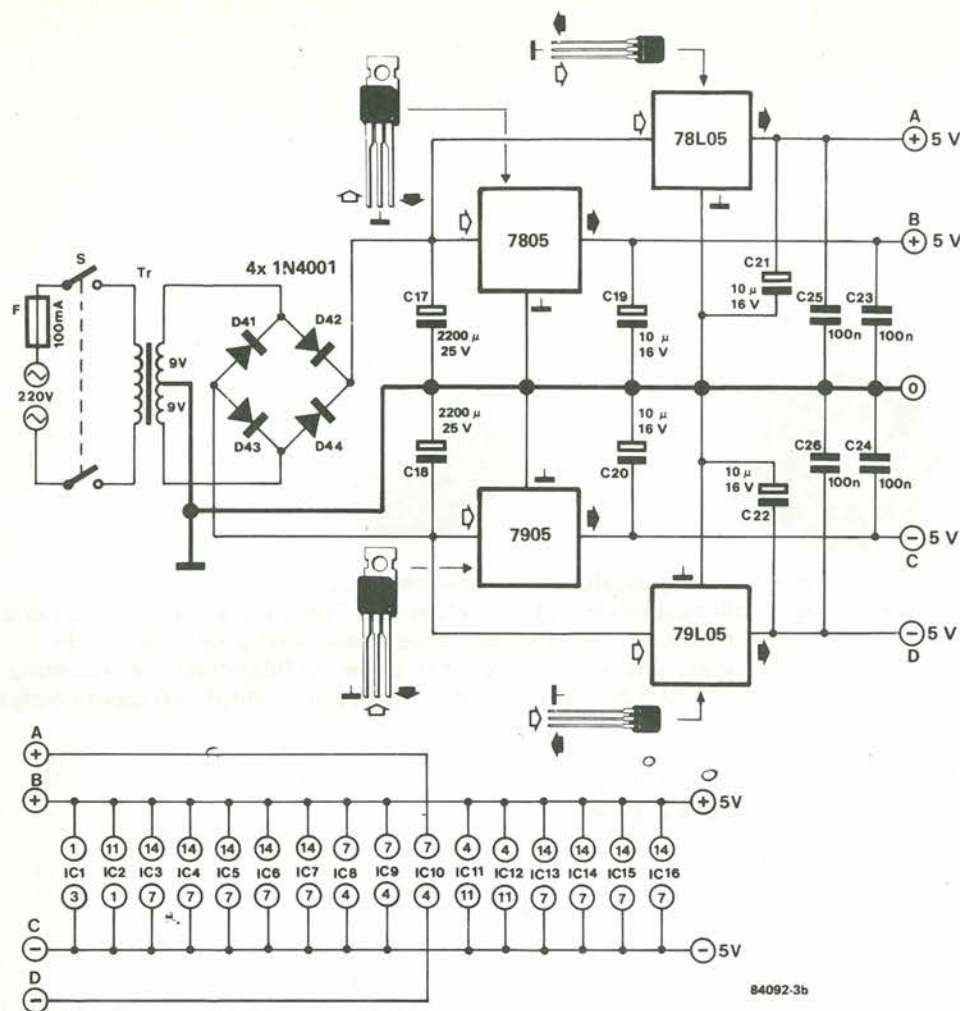 78L05
A
+ 5 V
7805
B
+ 5 V
4x 1N4001
S
Tr
F
100mA
220V
9V
9V
D41
D42
D43
D44
C17
2200 µ
25 V
C19
10 µ
16 V
C21
10 µ
16 V
C25
100n
C23
100n
0
2200 µ
25 V
C18
10 µ
16 V
C20
10 µ
16 V
C22
C26
100n
C24
100n
7905
− 5 V
C
79L05
− 5 V
D
A
+
B
+ + 5V
1 11 14 14 14 14 14 7 7 7 4 4 14 14 14 14
IC1 IC2 IC3 IC4 IC5 IC6 IC7 IC8 IC9 IC10 IC11 IC12 IC13 IC14 IC15 IC16
3 1 7 7 7 7 7 4 4 4 11 11 7 7 7 7
C
− − 5V
D
−
84092-3b